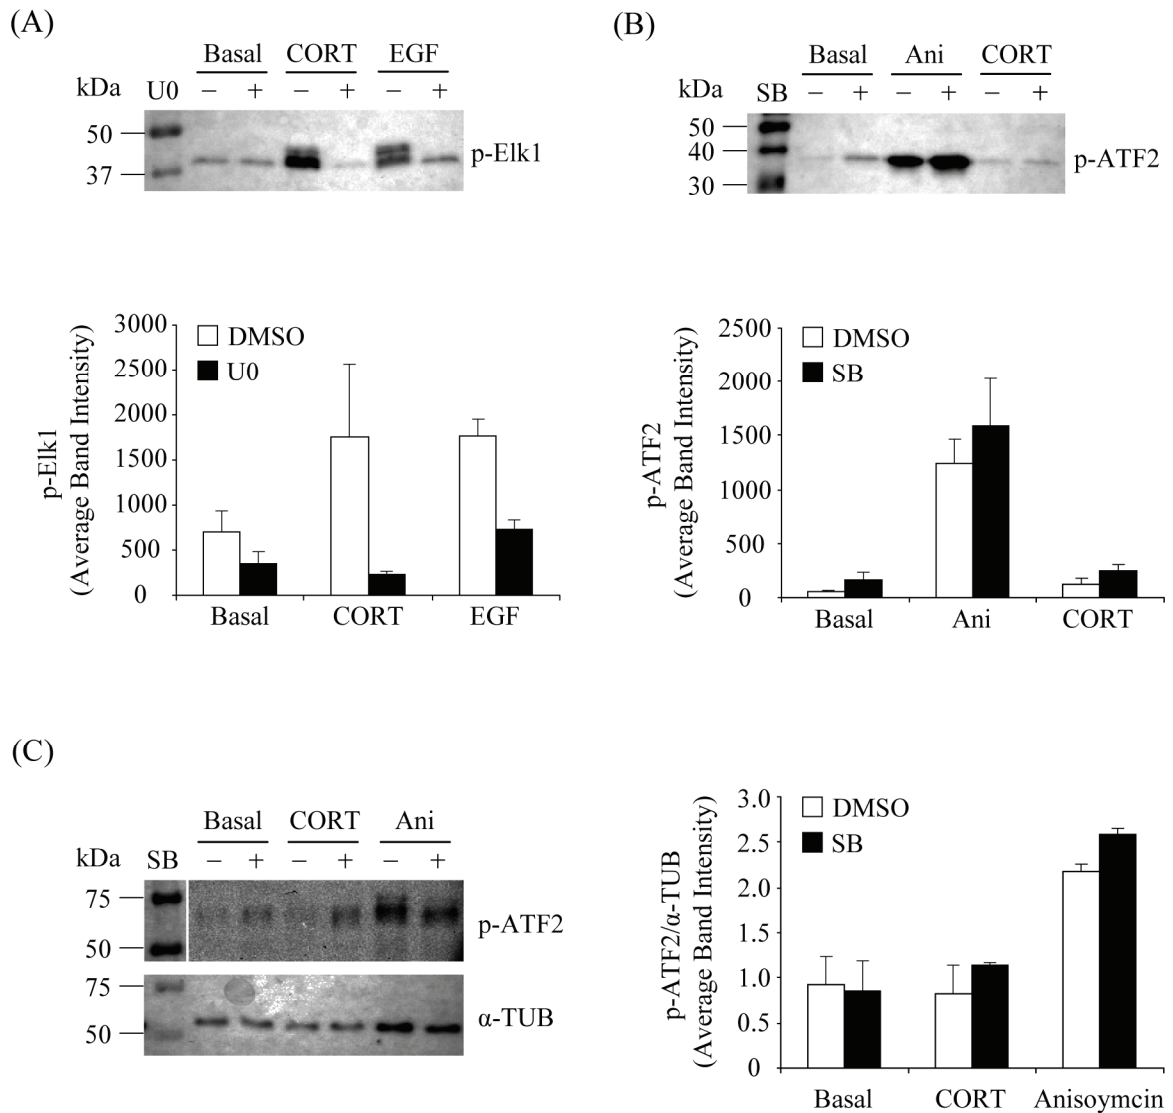 (A)
Basal CORT EGF
kDa U0 – + – + – +
50
37
p-Elk1
3000
2500
2000
1500
1000
500
0
p-Elk1
(Average Band Intensity)
DMSO
U0
Basal CORT EGF
(B)
Basal Ani CORT
kDa SB – + – + – +
50
40
30
p-ATF2
2500
2000
1500
1000
500
0
p-ATF2
(Average Band Intensity)
DMSO
SB
Basal Ani CORT
(C)
Basal CORT Ani
kDa SB – + – + – +
75
50
p-ATF2
75
50
α-TUB
3.0
2.5
2.0
1.5
1.0
0.5
0
p-ATF2/α-TUB
(Average Band Intensity)
DMSO
SB
Basal CORT Anisoymcin